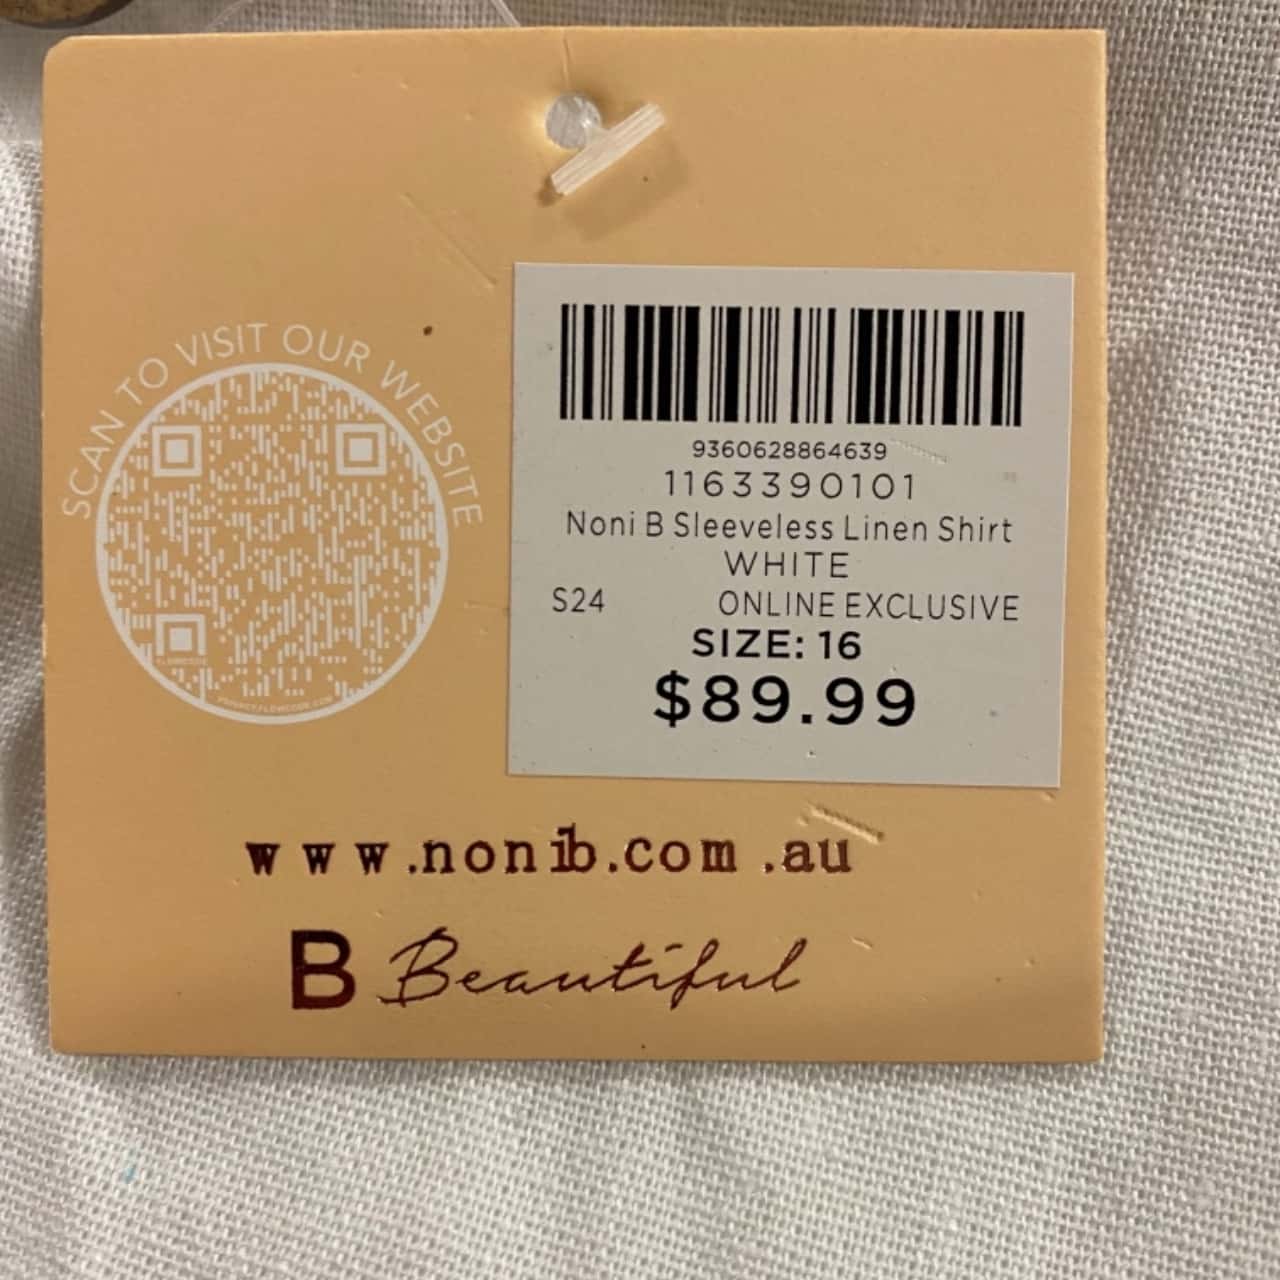 SCAN TO VISIT OUR WEBSITE
9360628864639
1163390101
Noni B Sleeveless Linen Shirt
WHITE
S24 ONLINE EXCLUSIVE
SIZE: 16
$89.99
www.nonib.com.au
B Beautiful